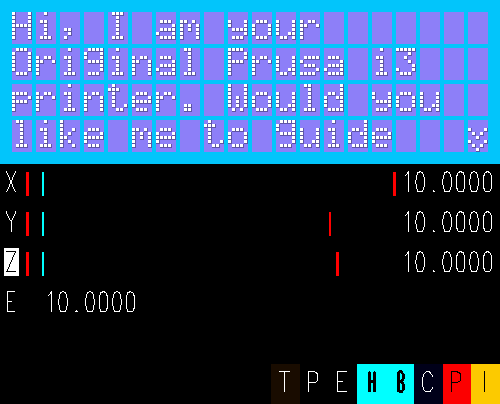 Hi, I am your
Original Prusa i3
printer. Would you
like me to guide v
X 10.0000
Y 10.0000
Z 10.0000
E 10.0000
T P E H B C P I